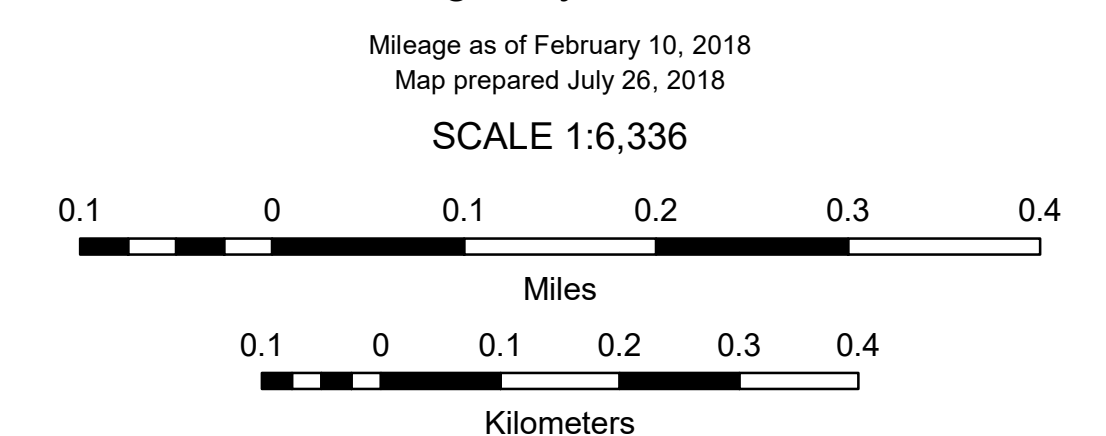 Mileage as of February 10, 2018
Map prepared July 26, 2018
SCALE 1:6,336
0.1 0 0.1 0.2 0.3 0.4
Miles
0.1 0 0.1 0.2 0.3 0.4
Kilometers